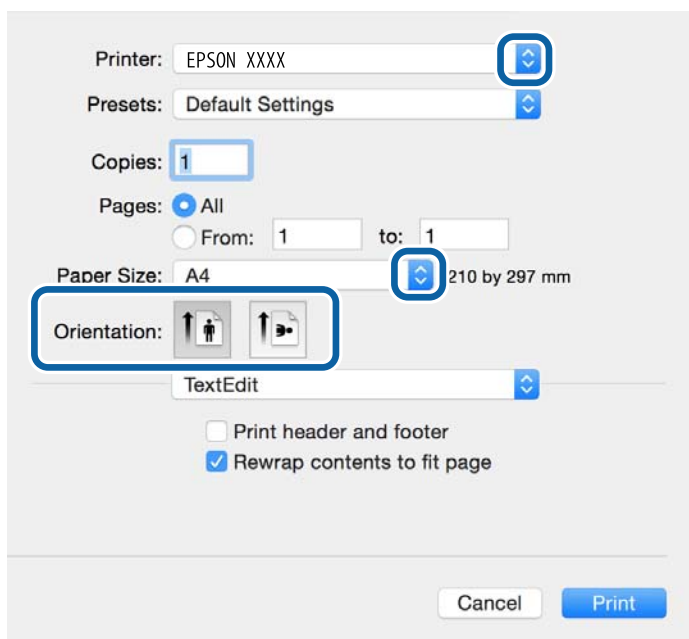 Printer: EPSON XXXX
Presets: Default Settings
Copies: 1
Pages: All
From: 1 to: 1
Paper Size: A4 210 by 297 mm
Orientation:
TextEdit
Print header and footer
Rewrap contents to fit page
Cancel Print